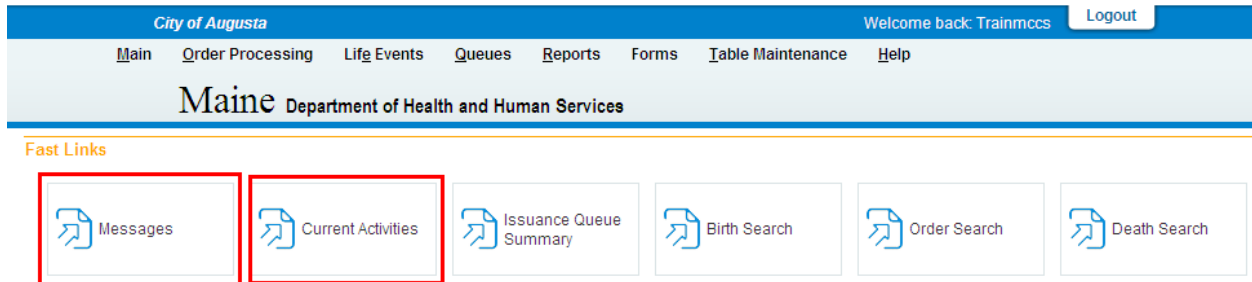 City of Augusta Welcome back: Trainmccs Logout
Main Order Processing Life Events Queues Reports Forms Table Maintenance Help
Maine Department of Health and Human Services
Fast Links
Messages
Current Activities
Issuance Queue
Summary
Birth Search
Order Search
Death Search